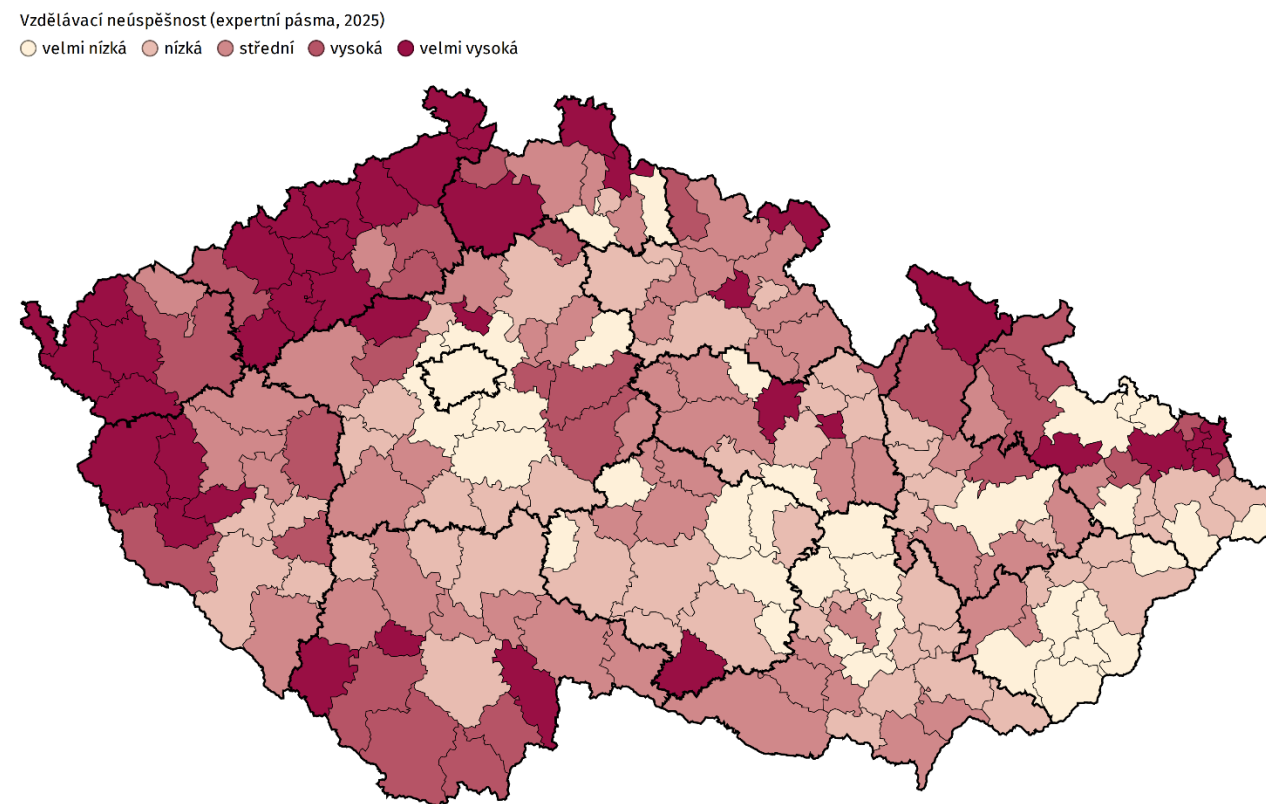 Vzdělávací neúspěšnost (expertní pásma, 2025)
velmi nízká nízká střední vysoká velmi vysoká